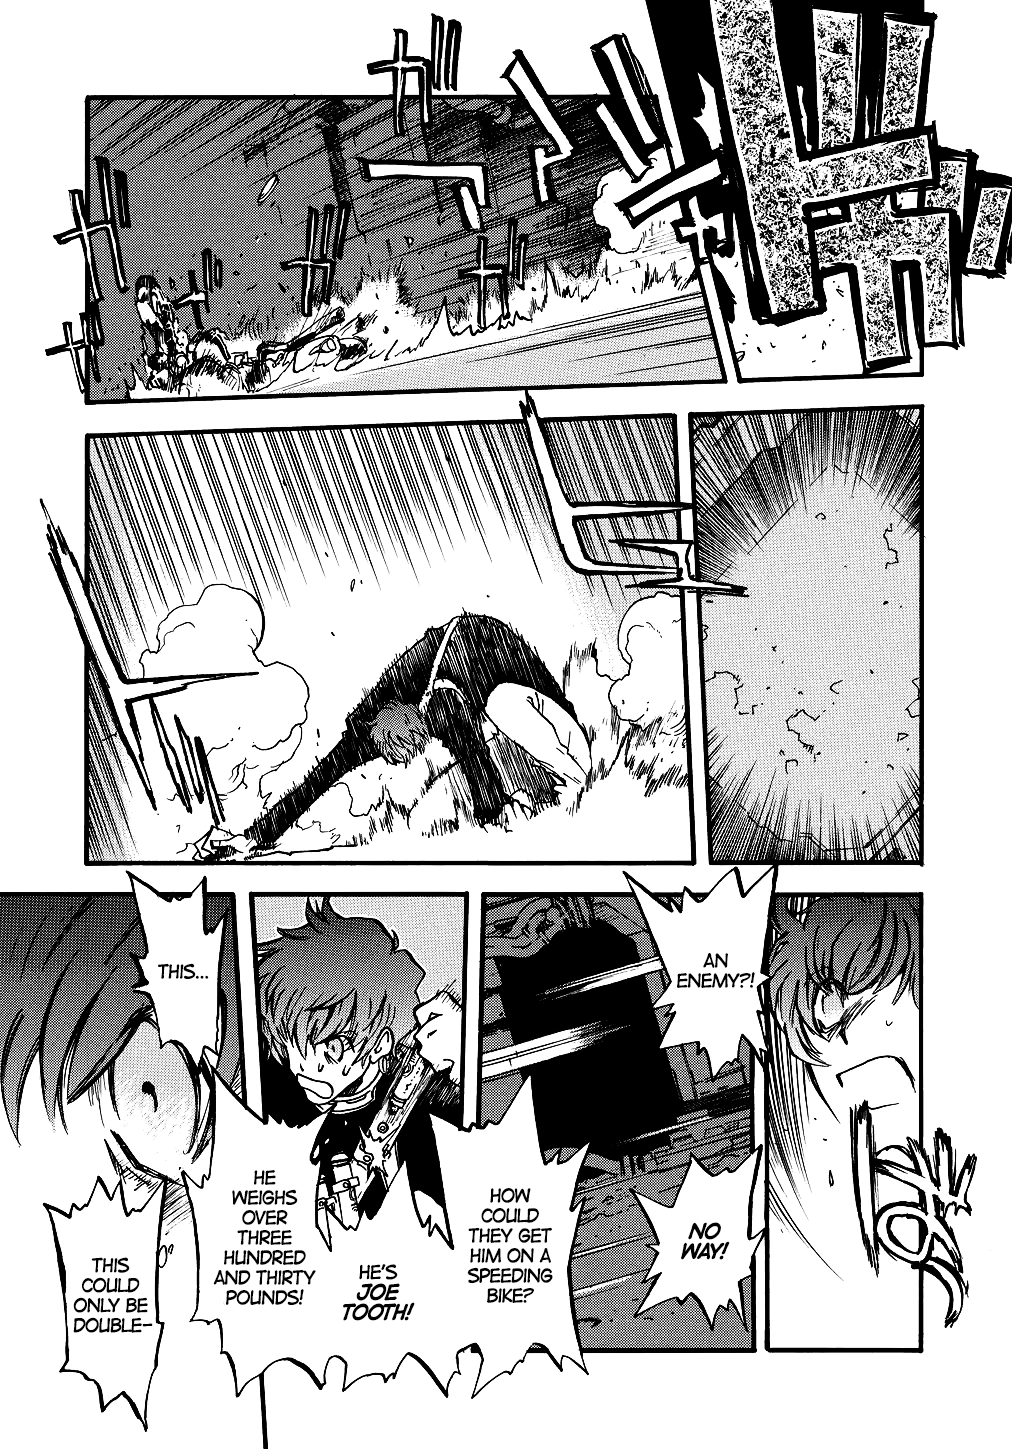 AN
ENEMY?!
NO
WAY!
HOW
COULD
THEY GET
HIM ON A
SPEEDING
BIKE?
HE'S
JOE
TOOTH!
HE
WEIGHS
OVER
THREE
HUNDRED
AND THIRTY
POUNDS!
THIS...
THIS
COULD
ONLY BE
DOUBLE-